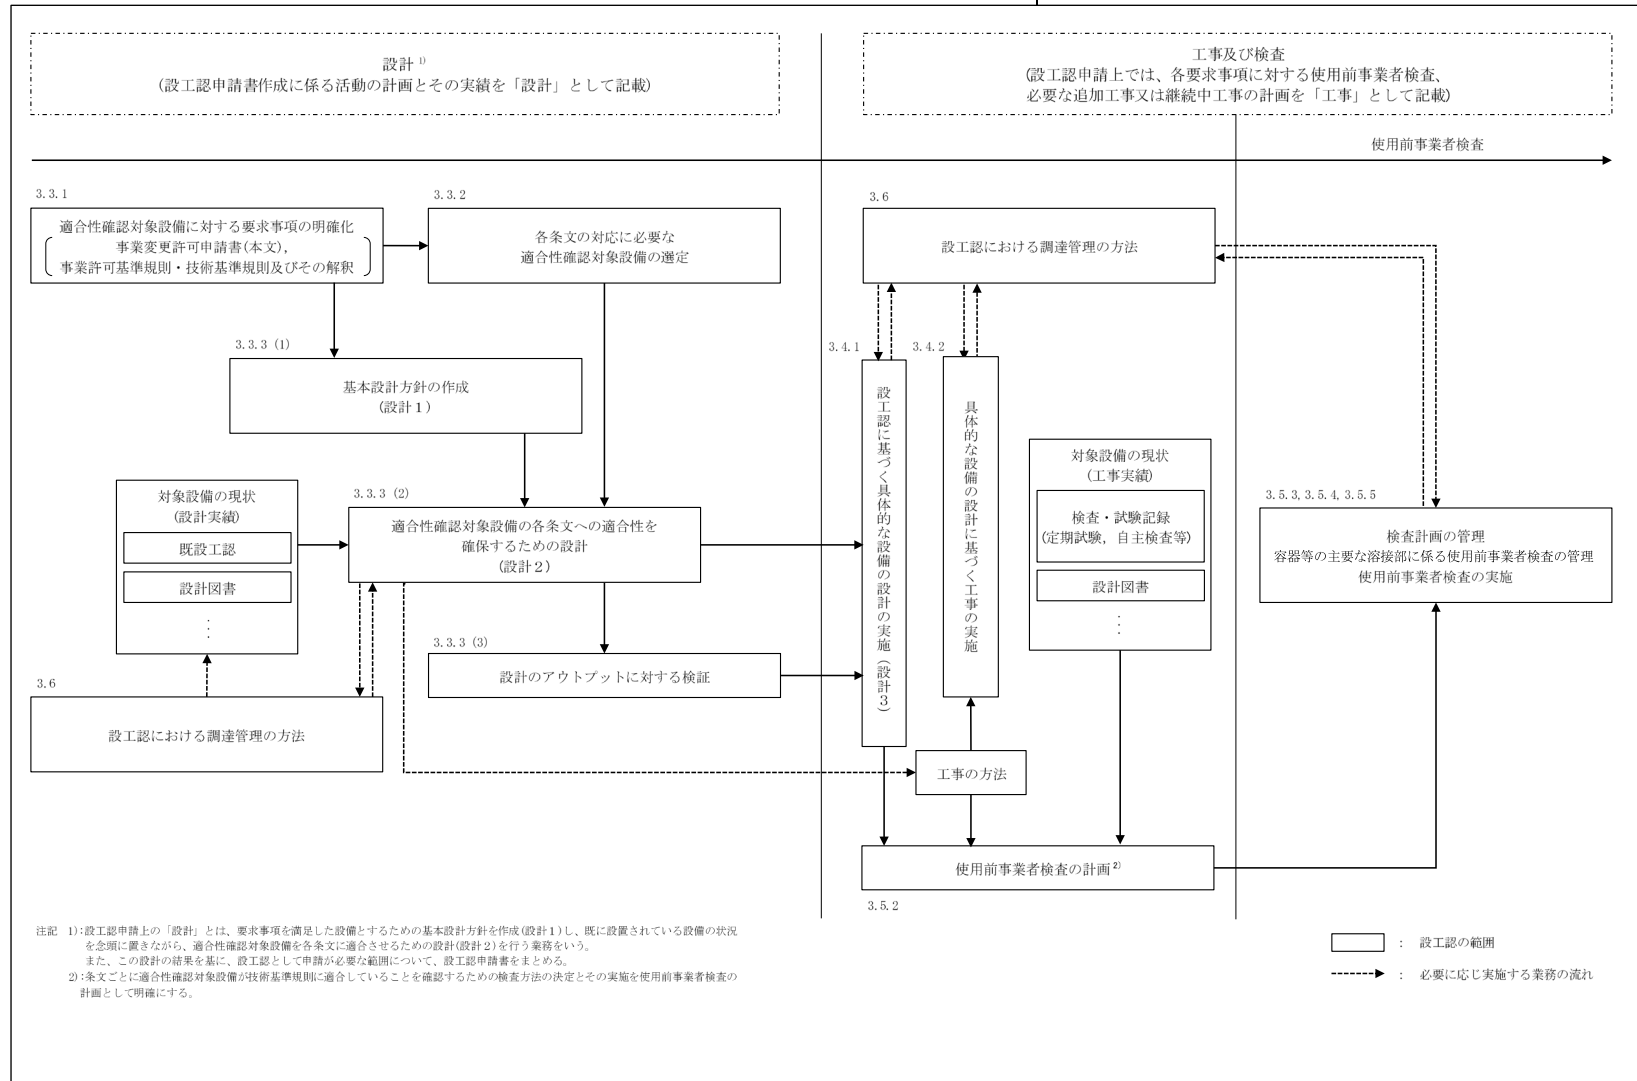 設計 1)
(設工認申請書作成に係る活動の計画とその実績を「設計」として記載)
工事及び検査
(設工認申請上では、各要求事項に対する使用前事業者検査、
必要な追加工事又は継続中工事の計画を「工事」として記載)
使用前事業者検査
3.3.1
適合性確認対象設備に対する要求事項の明確化
事業変更許可申請書(本文),
事業許可基準規則・技術基準規則及びその解釈
3.3.2
各条文の対応に必要な
適合性確認対象設備の選定
3.3.3 (1)
基本設計方針の作成
(設計1)
対象設備の現状
(設計実績)
既設工認
設計図書
⋮
3.3.3 (2)
適合性確認対象設備の各条文への適合性を
確保するための設計
(設計2)
3.3.3 (3)
設計のアウトプットに対する検証
3.6
設工認における調達管理の方法
3.6
設工認における調達管理の方法
3.4.1
設工認に基づく具体的な設備の設計の実施(設計3)
3.4.2
具体的な設備の設計に基づく工事の実施
対象設備の現状
(工事実績)
検査・試験記録
(定期試験, 自主検査等)
設計図書
⋮
工事の方法
使用前事業者検査の計画2)
3.5.2
3.5.3,3.5.4,3.5.5
検査計画の管理
容器等の主要な溶接部に係る使用前事業者検査の管理
使用前事業者検査の実施
注記 1):設工認申請上の「設計」とは、要求事項を満足した設備とするための基本設計方針を作成(設計1)し、既に設置されている設備の状況
を念頭に置きながら、適合性確認対象設備を各条文に適合させるための設計(設計2)を行う業務をいう。
また、この設計の結果を基に、設工認として申請が必要な範囲について、設工認申請書をまとめる。
2):条文ごとに適合性確認対象設備が技術基準規則に適合していることを確認するための検査方法の決定とその実施を使用前事業者検査の
計画として明確にする。
: 設工認の範囲
: 必要に応じ実施する業務の流れ